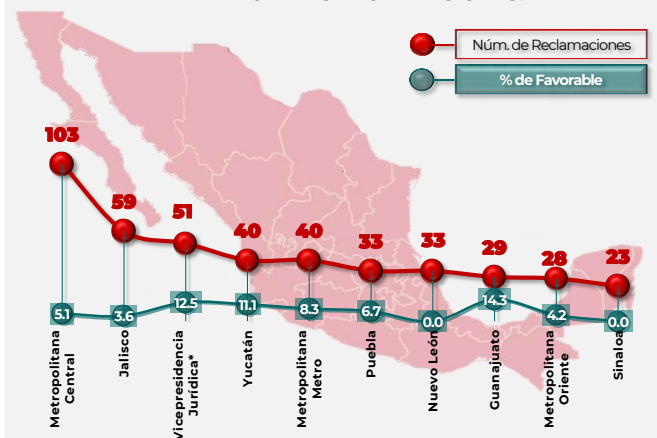 Núm. de Reclamaciones
% de Favorable
103
59
51
40
40
33
33
29
28
23
5.1
3.6
12.5
11.1
8.3
6.7
0.0
14.3
4.2
0.0
Metropolitana
Central
Jalisco
Vicepresidencia
Jurídica*
Yucatán
Metropolitana
Metro
Puebla
Nuevo León
Guanajuato
Metropolitana
Oriente
Sinaloa